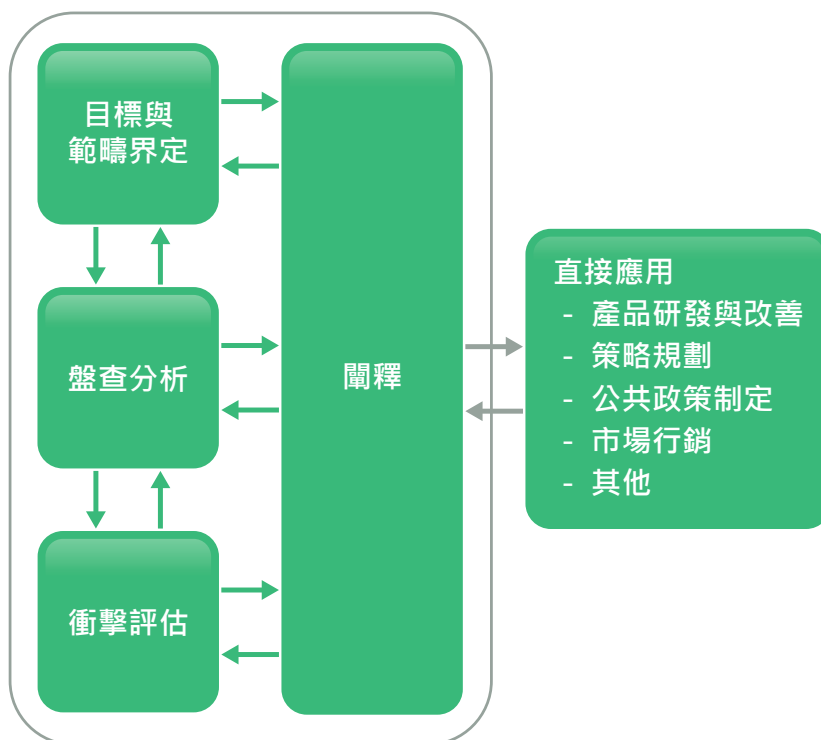 目標與
範疇界定
盤查分析
衝擊評估
闡釋
直接應用
- 產品研發與改善
- 策略規劃
- 公共政策制定
- 市場行銷
- 其他